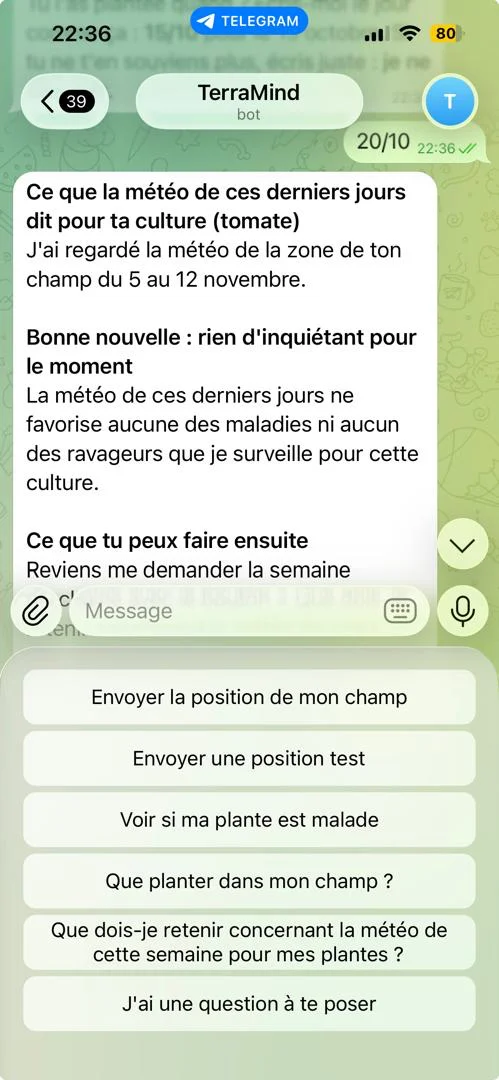 22:36
TELEGRAM
80
39
TerraMind
bot
T
20/10 22:36
Ce que la météo de ces derniers jours
dit pour ta culture (tomate)
J'ai regardé la météo de la zone de ton
champ du 5 au 12 novembre.
Bonne nouvelle : rien d'inquiétant pour
le moment
La météo de ces derniers jours ne
favorise aucune des maladies ni aucun
des ravageurs que je surveille pour cette
culture.
Ce que tu peux faire ensuite
Reviens me demander la semaine
Message
Envoyer la position de mon champ
Envoyer une position test
Voir si ma plante est malade
Que planter dans mon champ ?
Que dois-je retenir concernant la météo de
cette semaine pour mes plantes ?
J'ai une question à te poser